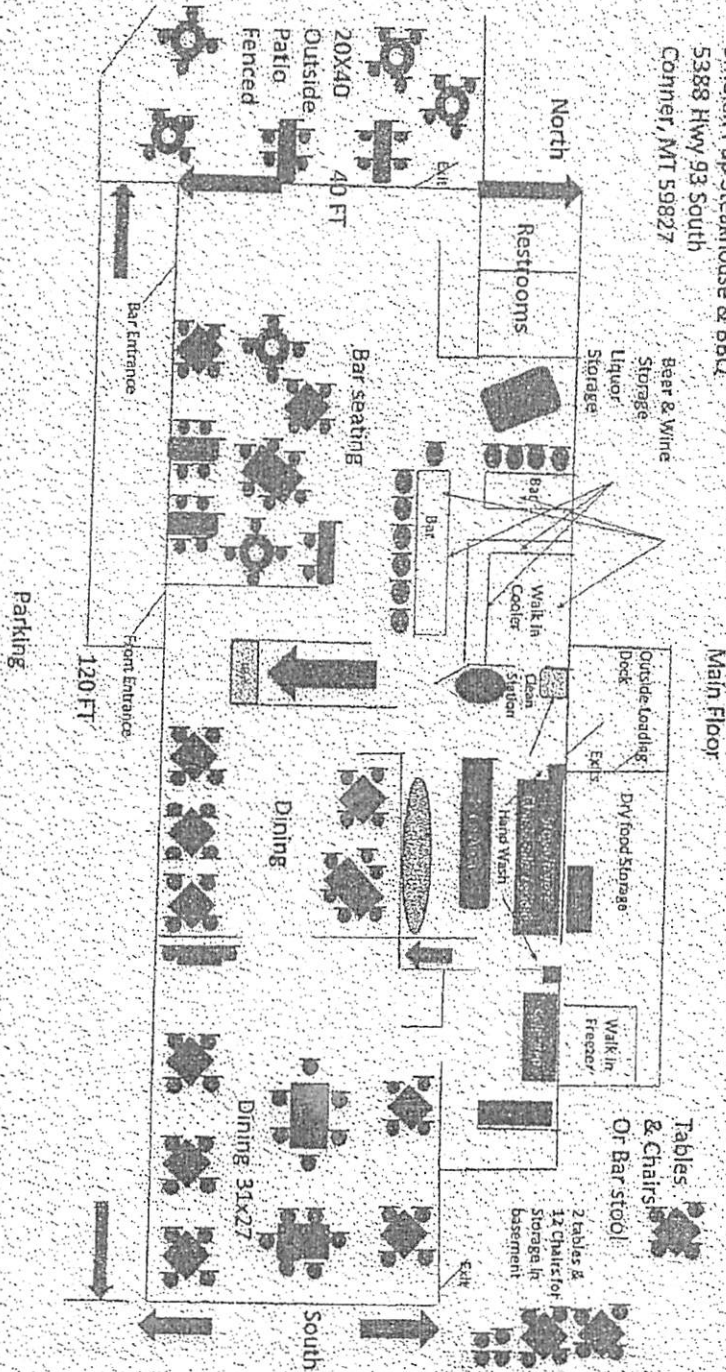 Steakhouse & BBQ
5388 Hwy 93 South
Conner, MT 59827
Main Floor
North
Restrooms
Beer & Wine
Storage
Liquor
Storage
Outside Loading
Deck
Exits
Dry food Storage
Walk in
Freezer
Tables
& Chairs
Or Bar stool
2 tables &
12 Chairs for
Storage in
basement
20X40
Outside
Patio
Fenced
40 FT
Exit
Bar seating
Bar
Walk in
Cooler
Clean
Station
Hand Wash
Dining
Dining 31x27
Exit
South
Bar Entrance
Front Entrance
120 FT
Parking